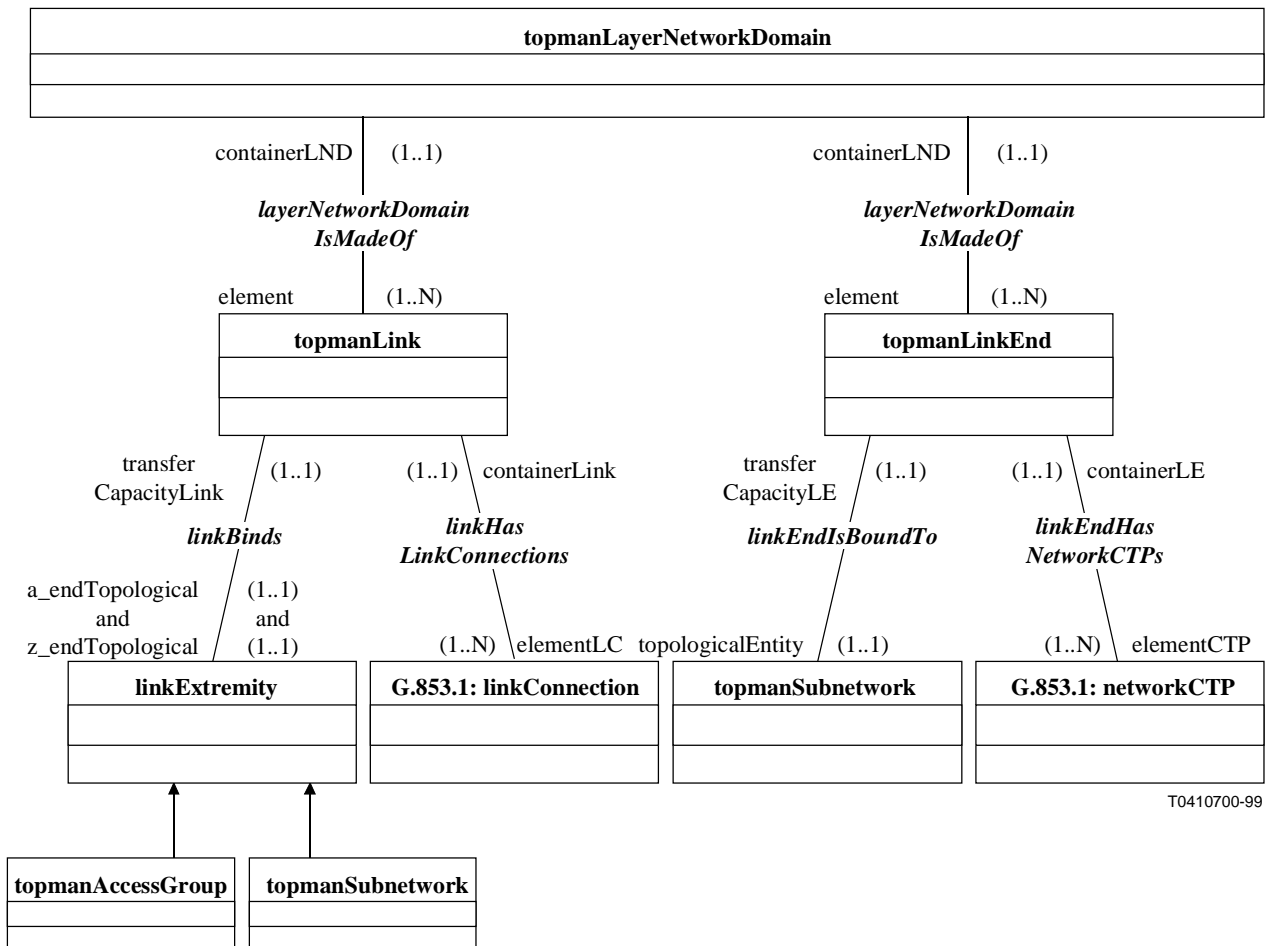 topmanLayerNetworkDomain
containerLND (1..1) containerLND (1..1)
layerNetworkDomain layerNetworkDomain
IsMadeOf IsMadeOf
element (1..N) element (1..N)
topmanLink topmanLinkEnd
transfer (1..1) (1..1) containerLink transfer (1..1) (1..1) containerLE
CapacityLink CapacityLE
linkBinds linkHas linkEndIsBoundTo linkEndHas
LinkConnections NetworkCTPs
a_endTopological (1..1)
and and
z_endTopological (1..1) (1..N) elementLC topologicalEntity (1..1) (1..N) elementCTP
linkExtremity G.853.1: linkConnection topmanSubnetwork G.853.1: networkCTP
T0410700-99
topmanAccessGroup topmanSubnetwork